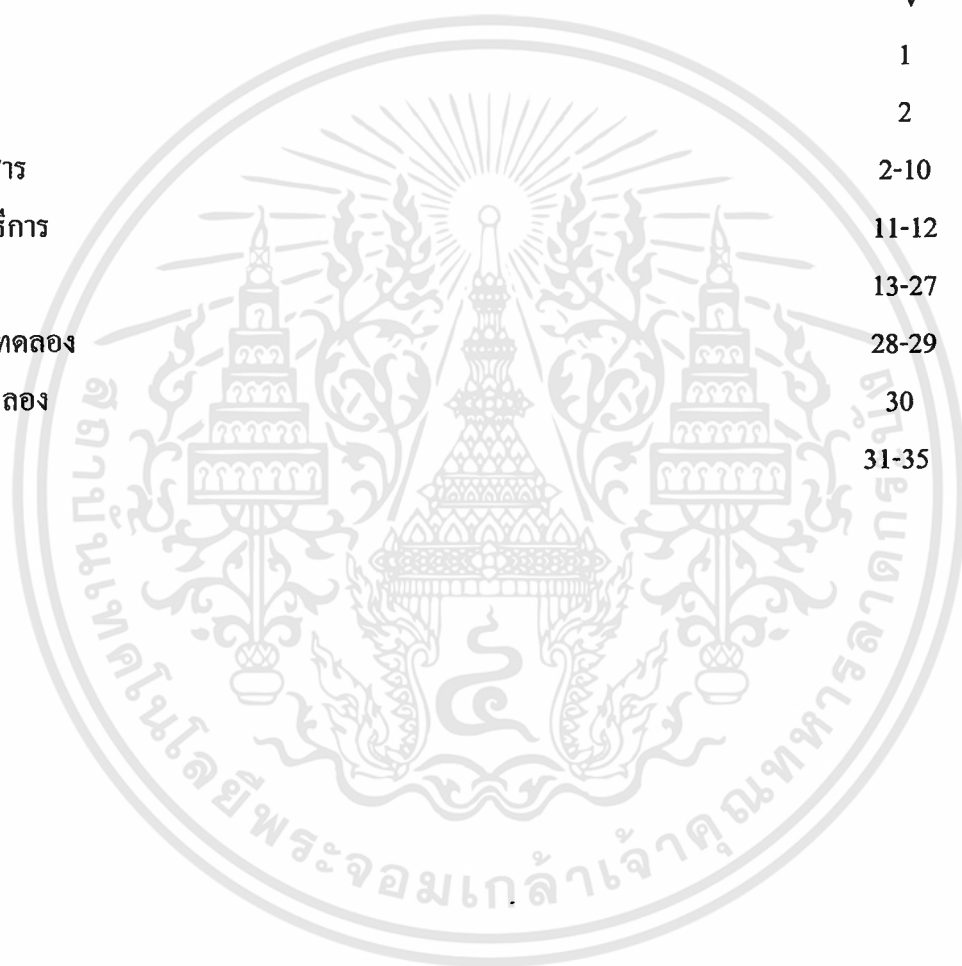 1
2
สาร 2-10
ธีการ 11-12
13-27
ทดลอง 28-29
ลอง 30
31-35
สถาบันเทคโนโลยีพระจอมเกล้าเจ้าคุณทหารลาดกระบัง